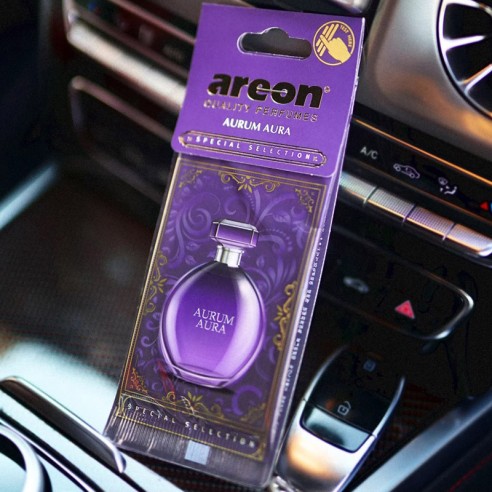 areon
QUALITY PERFUMES
AURUM AURA
SPECIAL SELECTION
AURUM
AURA
SPECIAL SELECTION
A/C